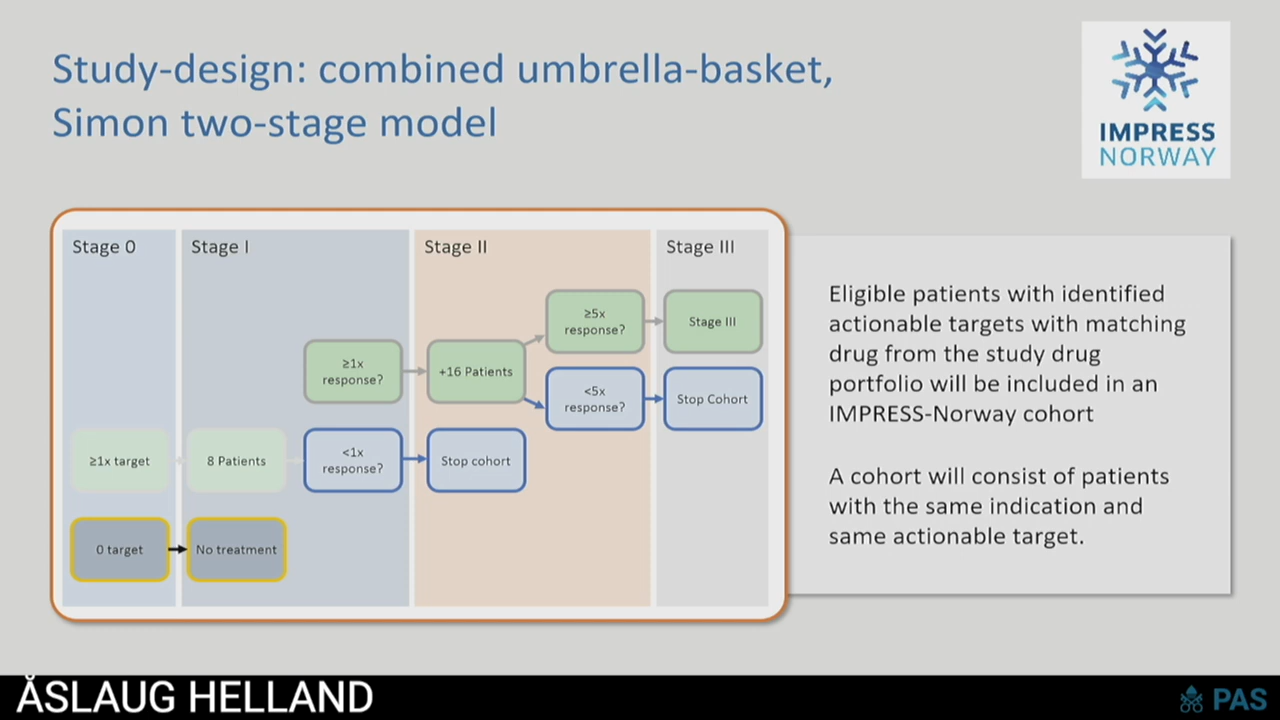 Study-design: combined umbrella-basket,
Simon two-stage model
IMPRESS
NORWAY
Stage 0
Stage I
Stage II
Stage III
≥5x
response?
Stage III
≥1x
response?
+16 Patients
<5x
response?
Stop Cohort
≥1x target
8 Patients
<1x
response?
Stop cohort
0 target
No treatment
Eligible patients with identified
actionable targets with matching
drug from the study drug
portfolio will be included in an
IMPRESS-Norway cohort
A cohort will consist of patients
with the same indication and
same actionable target.
ÅSLAUG HELLAND
PAS